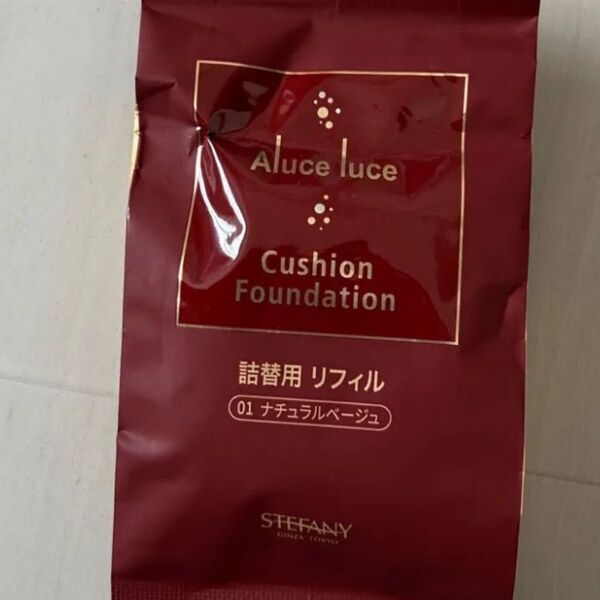 Aluce luce
Cushion
Foundation
詰替用 リフィル
01 ナチュラルベージュ
STEFANY
GINZA TOKYO